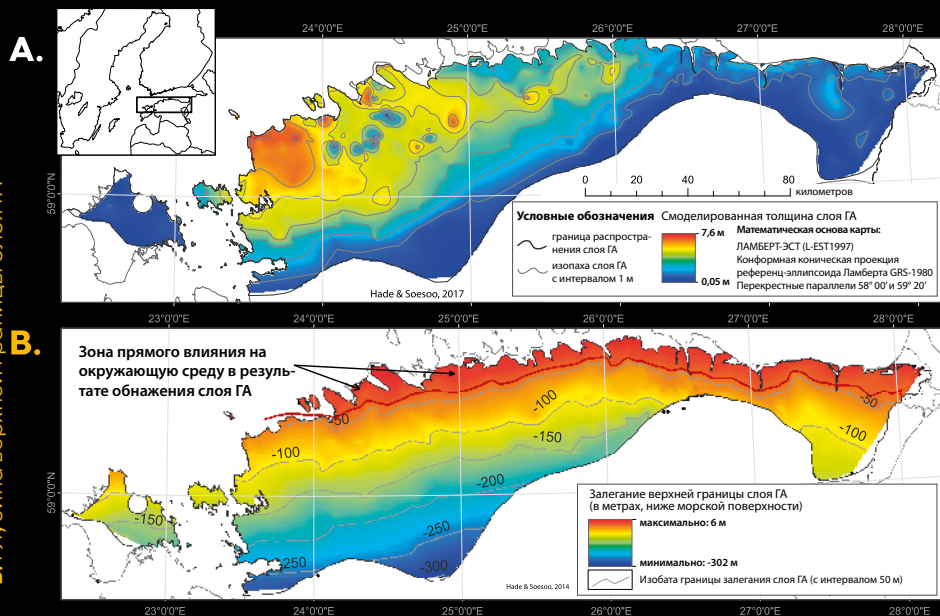 A.
24°0'0"E 25°0'0"E 26°0'0"E 27°0'0"E 28°0'0"E
59°0'0"N
0 20 40 80
километров
Условные обозначения
граница распростра-
нения слоя ГА
изопаха слоя ГА
с интервалом 1 м
Смоделированная толщина слоя ГА
7,6 м
0,05 м
Математическая основа карты:
ЛАМБЕРТ-ЭСТ (L-EST1997)
Конформная коническая проекция
референц-эллипсоида Ламберта GRS-1980
Перекрестные параллели 58° 00' и 59° 20'
Hade & Soesoo, 2017
23°0'0"E 24°0'0"E 25°0'0"E 26°0'0"E 27°0'0"E 28°0'0"E
B.
Зона прямого влияния на
окружающую среду в резуль-
тате обнажения слоя ГА
-50
-50
-100
-100
-100
-150
-150
-200
-250
-250
-300
59°0'0"N
Залегание верхней границы слоя ГА
(в метрах, ниже морской поверхности)
максимально: 6 м
минимально: -302 м
Изобата границы залегания слоя ГА (с интервалом 50 м)
Hade & Soesoo, 2014
23°0'0"E 24°0'0"E 25°0'0"E 26°0'0"E 27°0'0"E 28°0'0"E